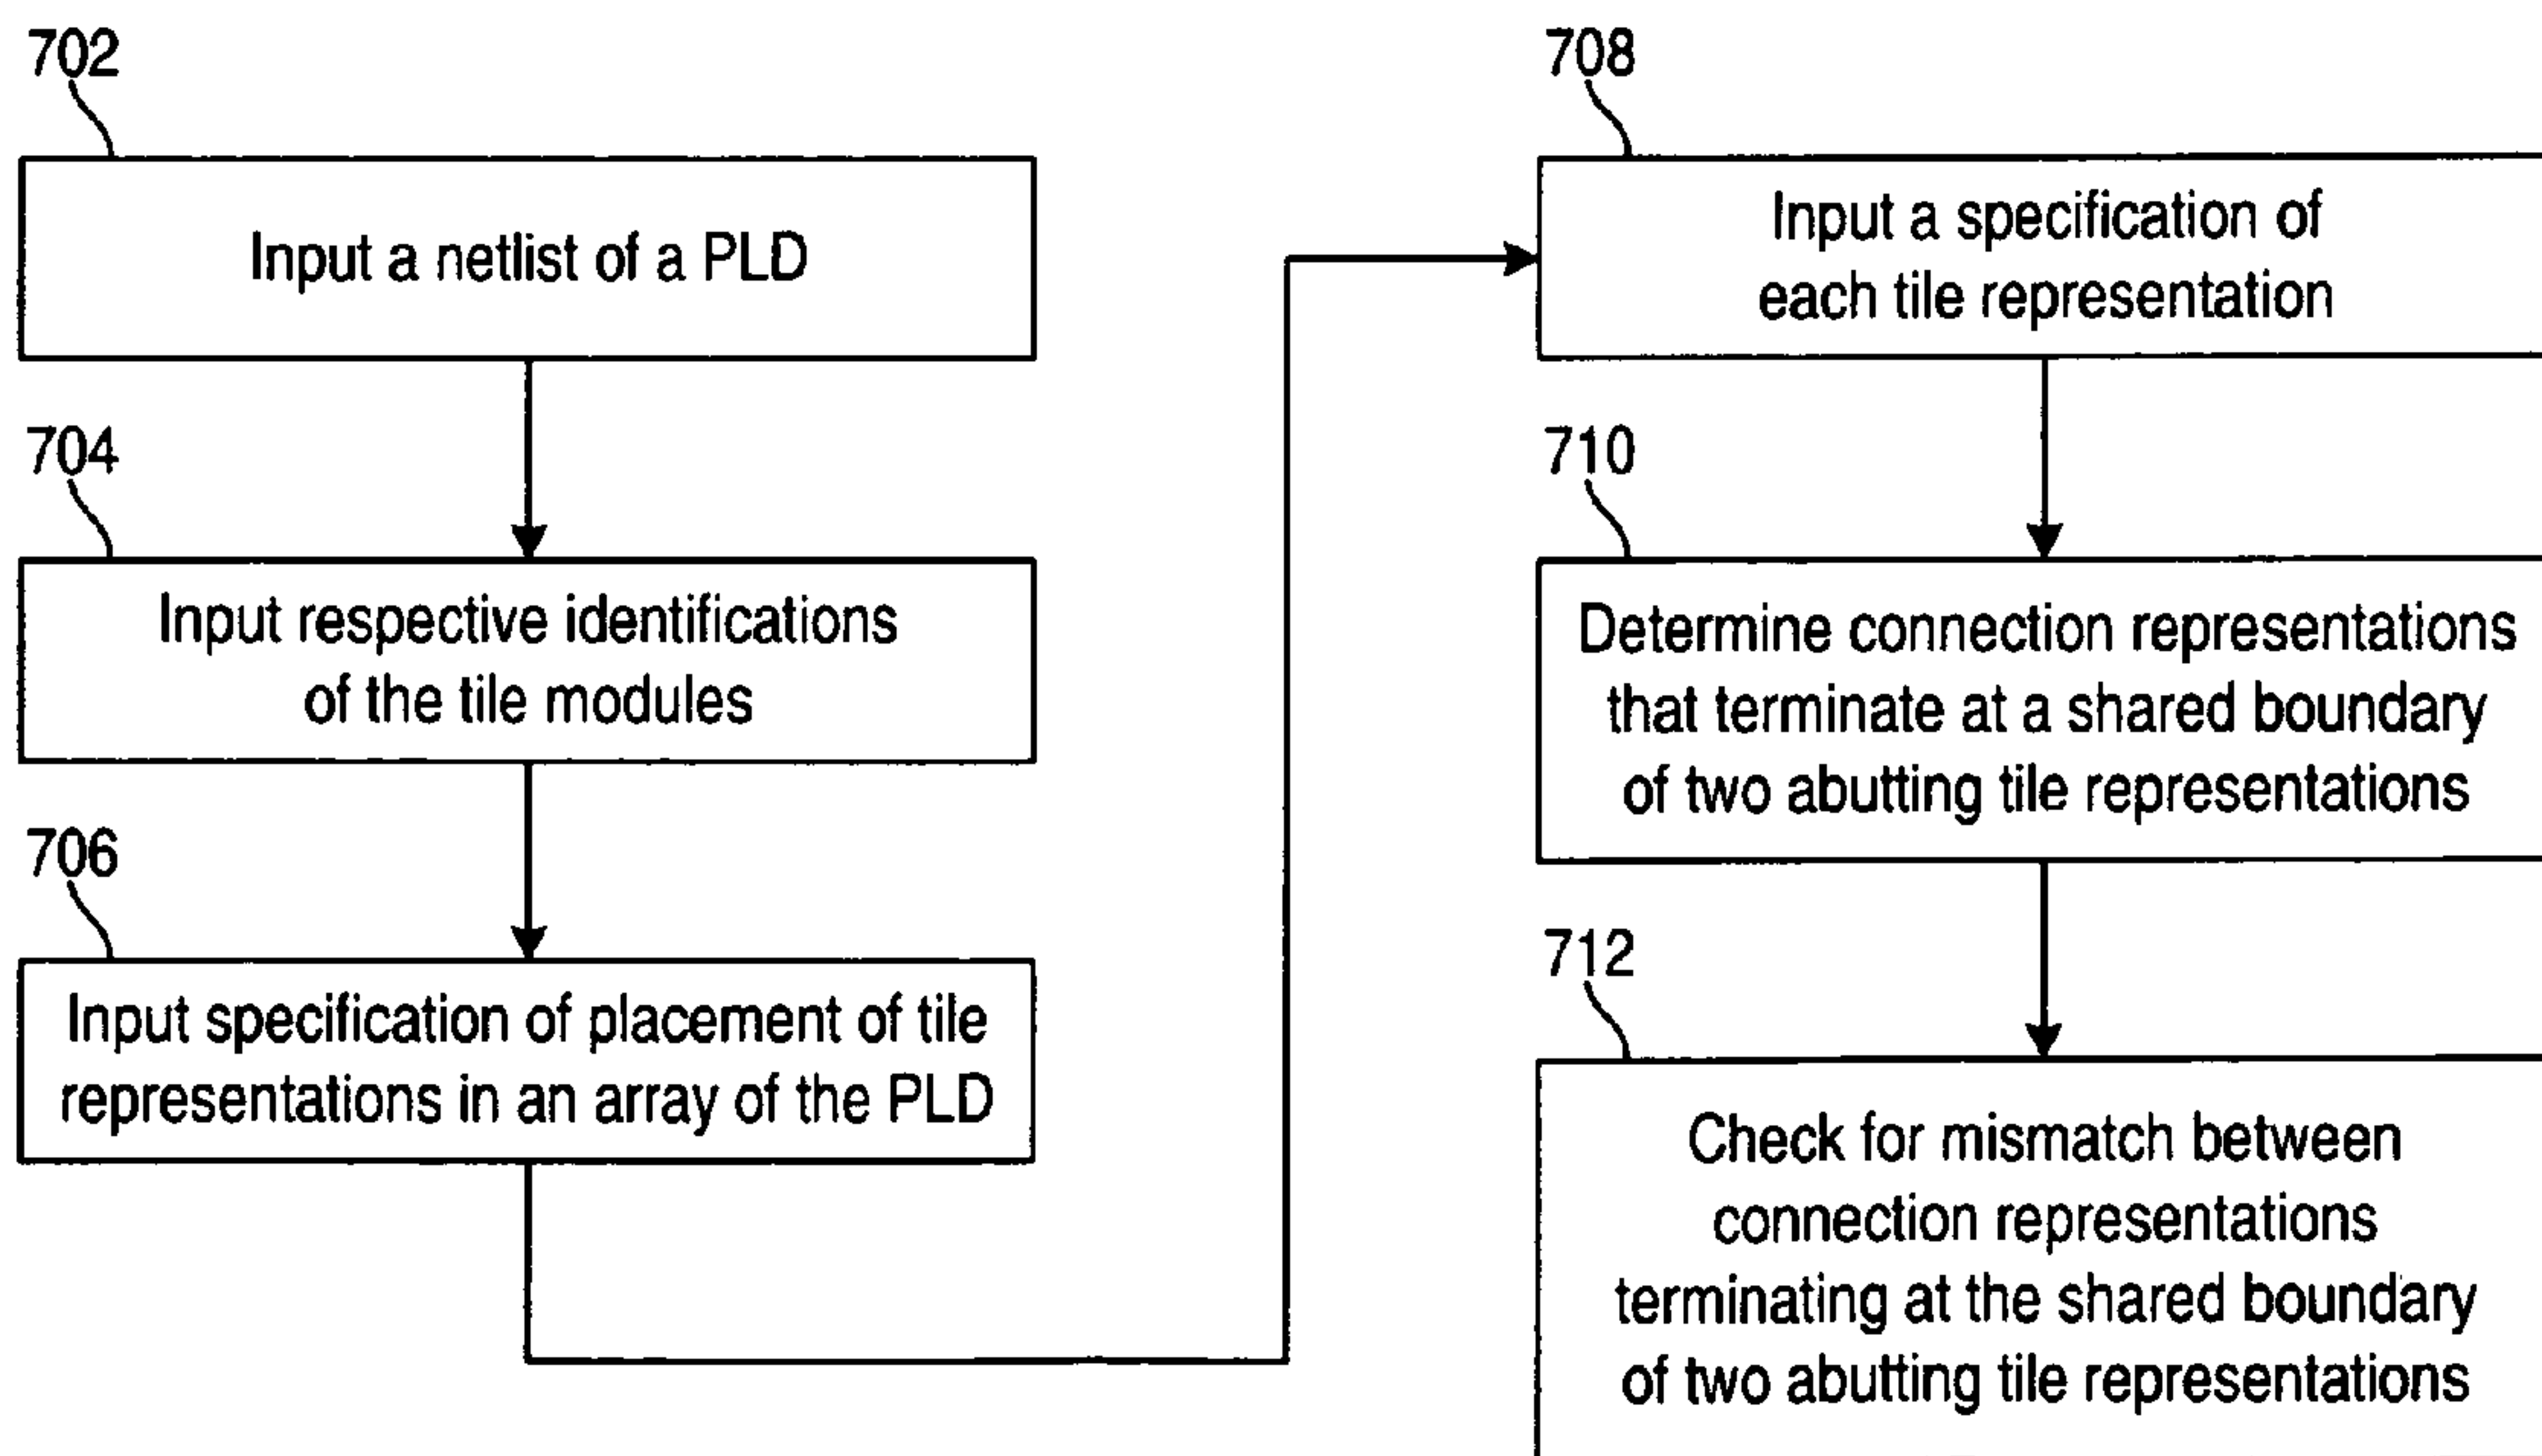 702
Input a netlist of a PLD
704
Input respective identifications
of the tile modules
706
Input specification of placement of tile
representations in an array of the PLD
708
Input a specification of
each tile representation
710
Determine connection representations
that terminate at a shared boundary
of two abutting tile representations
712
Check for mismatch between
connection representations
terminating at the shared boundary
of two abutting tile representations